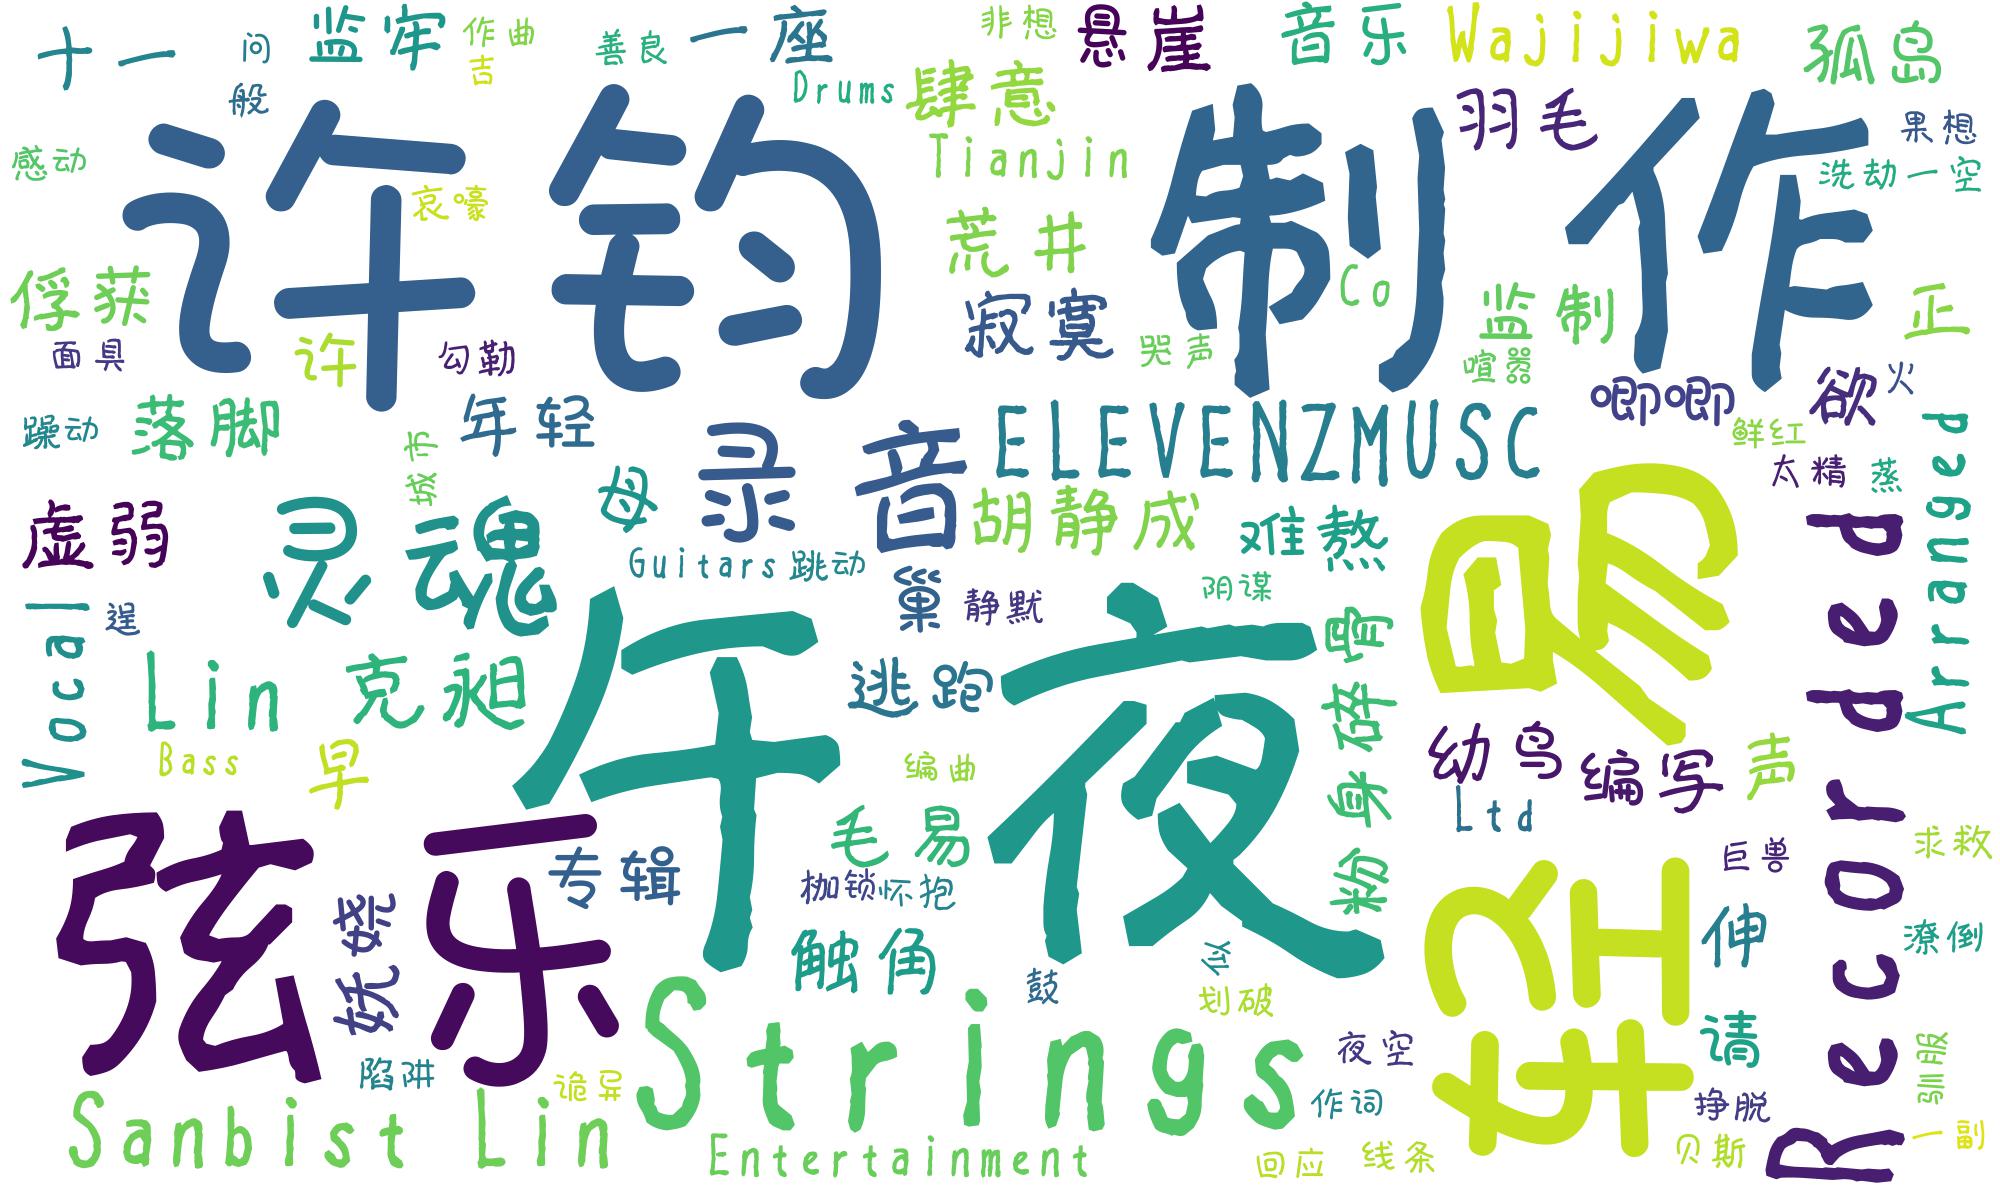 十一
问
监牢
作曲
善良
一座
非想
悬崖
音乐
Wajijiwa
孤岛
吉
般
Drums
肆意
羽毛
果想
感动
许钧
哀嚎
Tianjin
制作
洗劫一空
俘获
荒井
Co
监制
正
面具
许
勾勒
寂寞
哭声
喧嚣
唧唧
欲
火
躁动
落脚
城市
年轻
录音
ELEVENZMUSC
鲜红
太精
蒸
Arranged
虚弱
灵魂
母
胡静成
难熬
Guitars
跳动
勖
Recorded
Vocal
逞
巢
静默
阴谋
Lin
克昶
午夜
逃跑
粉身碎骨
Bass
早
编曲
幼鸟
编写
声
Ltd
弦乐
专辑
毛易
枷锁
怀抱
巨兽
求救
妖娆
触角
鼓
划破
轻
伸
潦倒
陷阱
诡异
Strings
夜空
请
驯服
Sanbist Lin
作词
挣脱
Entertainment
回应
线条
贝斯
一副